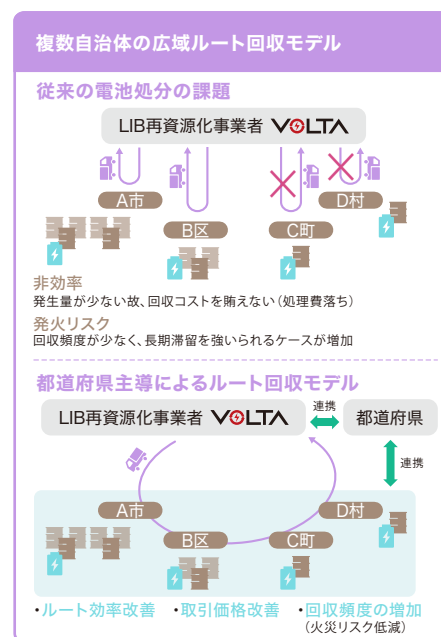 複数自治体の広域ルート回収モデル
従来の電池処分の課題
LIB再資源化事業者 VOLTA
A市
B区
C町
D村
非効率
発生量が少ない故、回収コストを賄えない（処理費落ち）
発火リスク
回収頻度が少なく、長期滞留を強いられるケースが増加
都道府県主導によるルート回収モデル
LIB再資源化事業者 VOLTA
連携
都道府県
連携
A市
B区
C町
D村
・ルート効率改善 ・取引価格改善 ・回収頻度の増加
（火災リスク低減）